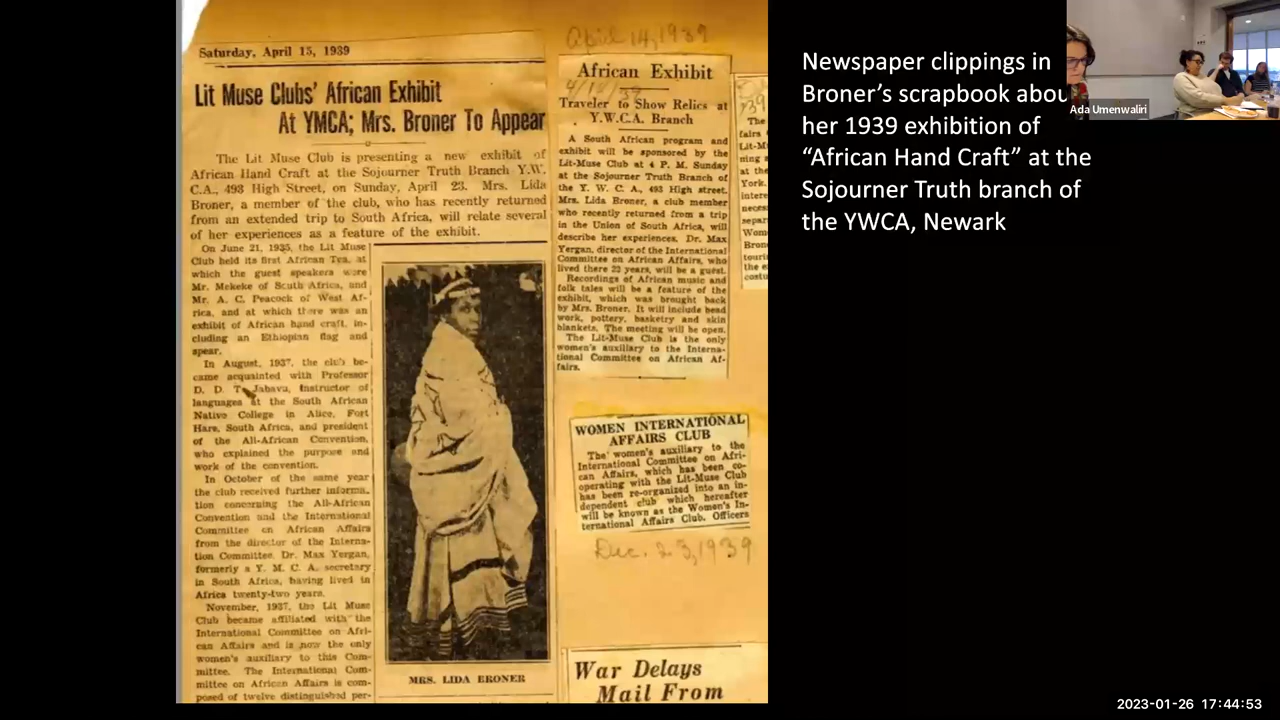 Saturday, April 15, 1939
Lit Muse Clubs' African Exhibit
At YMCA; Mrs. Broner To Appear
The Lit Muse Club is presenting a new exhibit of
African Hand Craft at the Sojourner Truth Branch Y.W.
C.A., 493 High Street, on Sunday, April 23. Mrs. Lida
Broner, a member of the club, who has recently returned
from an extended trip to South Africa, will relate several
of her experiences as a feature of the exhibit.
On June 21, 1935, the Lit Muse
Club held its first African Tea, at
which the guest speakers were
Mr. Mekeke of South Africa, and
Mr. A. C. Peacock of West Af-
rica, and at which there was an
exhibit of African hand craft, in-
cluding an Ethiopian flag and
spear.
In August, 1937, the club be-
came acquainted with Professor
D. D. T. Jabavu, instructor of
languages at the South African
Native College in Alice, Fort
Hare, South Africa, and president
of the All-African Convention,
who explained the purpose and
work of the convention.
In October of the same year
the club received further informa-
tion concerning the All-African
Convention and the International
Committee on African Affairs
from the director of the Interna-
tion Committee, Dr. Max Yergan,
formerly a Y. M. C. A. secretary
in South Africa, having lived in
Africa twenty-two years.
November, 1937, the Lit Muse
Club became affiliated with the
International Committee on Afri-
can Affairs and is now the only
women's auxiliary to this Com-
mittee. The International Com-
mittee on African Affairs is com-
posed of twelve distinguished per-
MRS. LIDA BRONER
April 14, 1939
African Exhibit
Traveler to Show Relics at
Y.W.C.A. Branch
A South African program and
exhibit will be sponsored by the
Lit-Muse Club at 4 P. M. Sunday
at the Sojourner Truth Branch of
the Y. W. C. A., 493 High street.
Mrs. Lida Broner, a club member
who recently returned from a trip
in the Union of South Africa, will
describe her experiences. Dr. Max
Yergan, director of the International
Committee on African Affairs, who
lived there 22 years, will be a guest.
Recordings of African music and
folk tales will be a feature of the
exhibit, which was brought back
by Mrs. Broner. It will include bead
work, pottery, basketry and skin
blankets. The meeting will be open.
The Lit-Muse Club is the only
women's auxiliary to the Interna-
tional Committee on African Af-
fairs.
The
fairs
Lit-M
ning
at the
York.
intere
neces
separ
Wom
Bron
touri
the e
costu
WOMEN INTERNATIONAL
AFFAIRS CLUB
The women's auxiliary to the
International Committee on Afri-
can Affairs, which has been co-
operating with the Lit-Muse Club
has been re-organized into an in-
dependent club which hereafter
will be known as the Women's In-
ternational Affairs Club. Officers
Dec. 23, 1939
War Delays
Mail From
Newspaper clippings in
Broner's scrapbook abou
her 1939 exhibition of
"African Hand Craft" at the
Sojourner Truth branch of
the YWCA, Newark
Ada Umenwaliri
2023-01-26 17:44:53